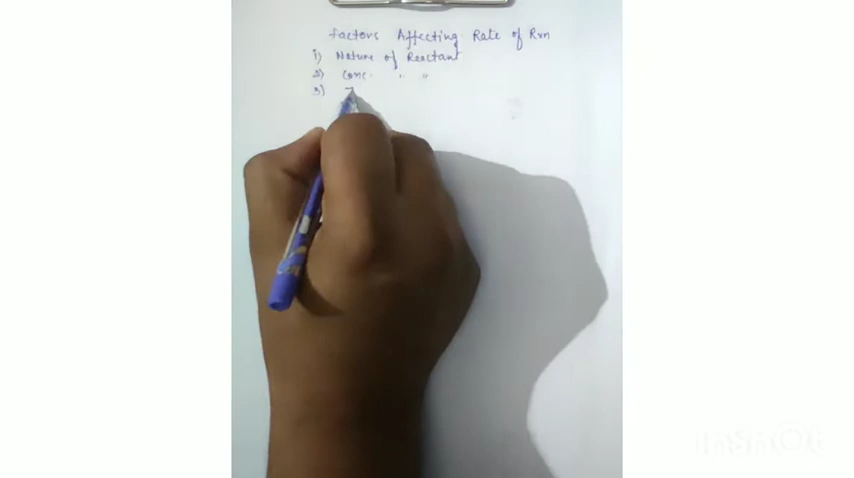 Factors Affecting Rate of Rxn
1) Nature of Reactant
2) Conc. " "
3)